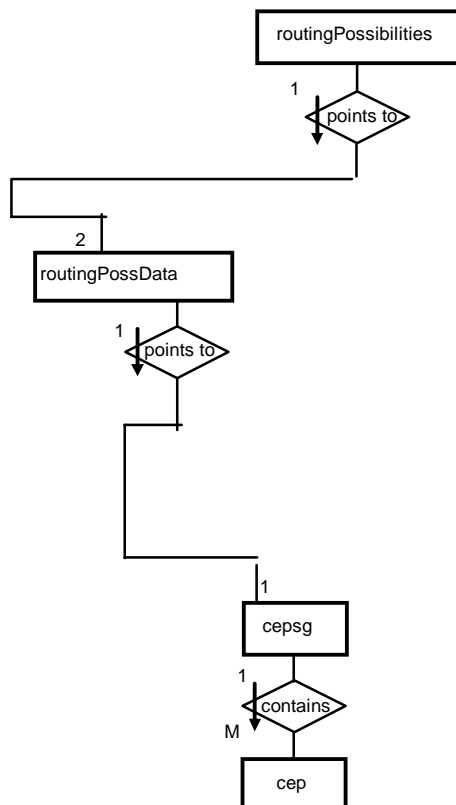 routingPossibilities
1
points to
2
routingPossData
1
points to
1
cepsg
1
contains
M
cep